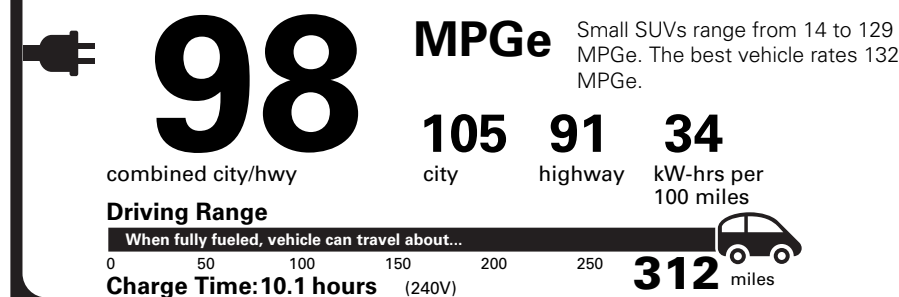 98
MPGe
Small SUVs range from 14 to 129
MPGe. The best vehicle rates 132
MPGe.
combined city/hwy
105 91 34
city highway kW-hrs per
100 miles
Driving Range
When fully fueled, vehicle can travel about...
0 50 100 150 200 250 312 miles
Charge Time:10.1 hours (240V)